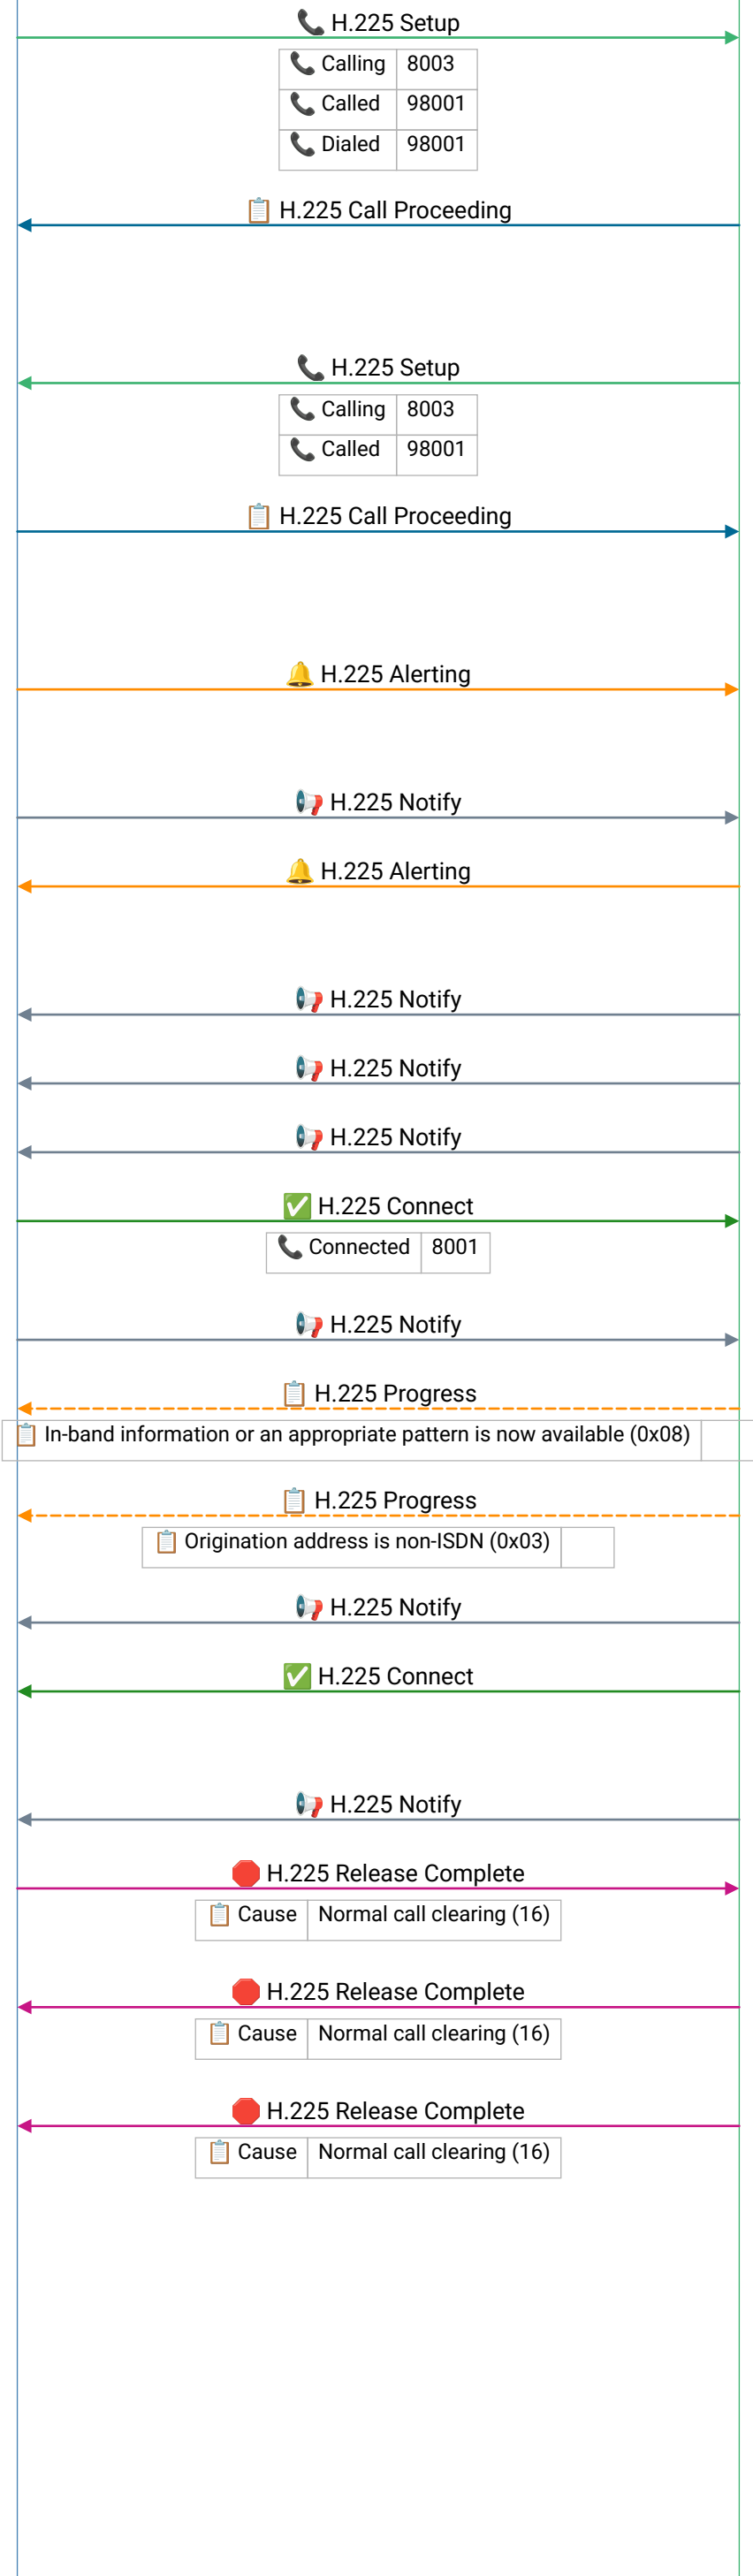 H.225 Setup
Calling 8003
Called 98001
Dialed 98001
H.225 Call Proceeding
H.225 Setup
Calling 8003
Called 98001
H.225 Call Proceeding
H.225 Alerting
H.225 Notify
H.225 Alerting
H.225 Notify
H.225 Notify
H.225 Notify
H.225 Connect
Connected 8001
H.225 Notify
H.225 Progress
In-band information or an appropriate pattern is now available (0x08)
H.225 Progress
Origination address is non-ISDN (0x03)
H.225 Notify
H.225 Connect
H.225 Notify
H.225 Release Complete
Cause Normal call clearing (16)
H.225 Release Complete
Cause Normal call clearing (16)
H.225 Release Complete
Cause Normal call clearing (16)